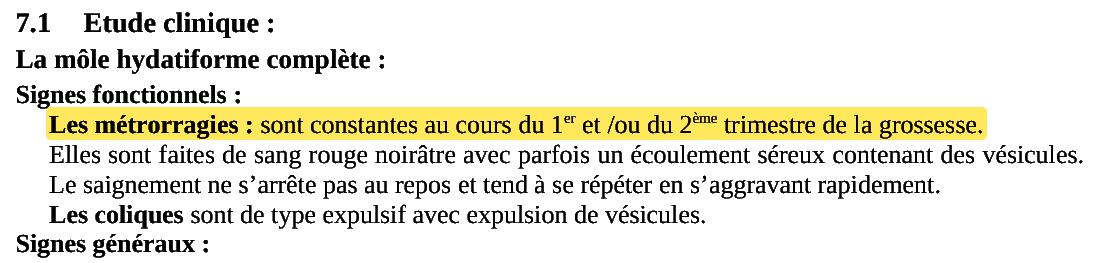 7.1 Etude clinique :
La môle hydatiforme complète :
Signes fonctionnels :
Les métrorragies : sont constantes au cours du 1er et /ou du 2ème trimestre de la grossesse.
Elles sont faites de sang rouge noirâtre avec parfois un écoulement séreux contenant des vésicules.
Le saignement ne s’arrête pas au repos et tend à se répéter en s’aggravant rapidement.
Les coliques sont de type expulsif avec expulsion de vésicules.
Signes généraux :